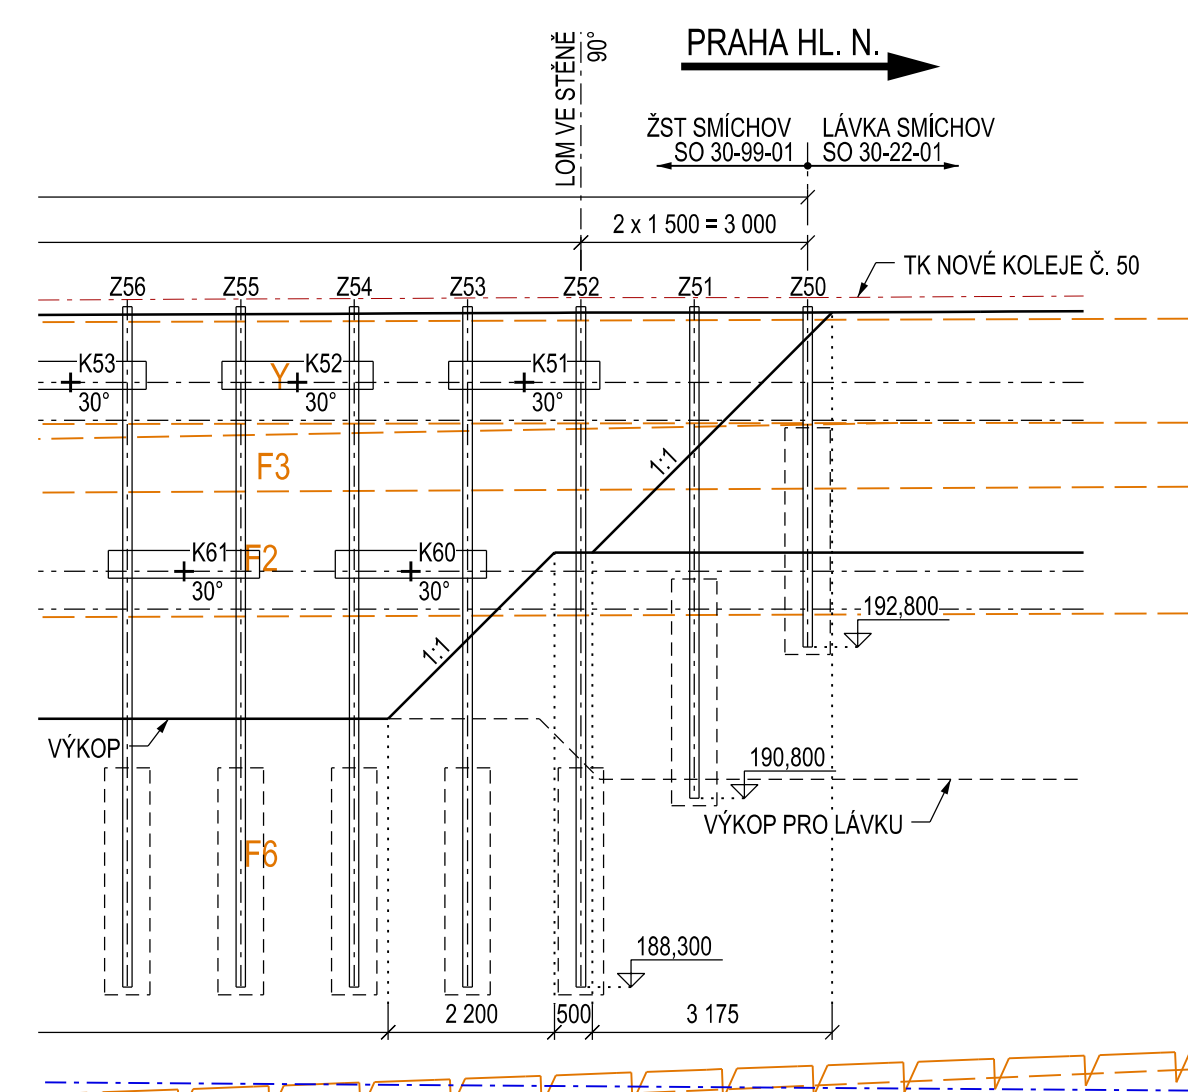 PRAHA HL. N.
LOM VE STĚNĚ
90°
ŽST SMÍCHOV
SO 30-99-01
LÁVKA SMÍCHOV
SO 30-22-01
2 x 1 500 = 3 000
TK NOVÉ KOLEJE Č. 50
Z56 Z55 Z54 Z53 Z52 Z51 Z50
K53 K52 K51
Y
30° 30° 30°
F3
1:1
K61 F2 K60
30° 30°
192,800
1:1
VÝKOP
190,800
VÝKOP PRO LÁVKU
F6
188,300
2 200 500 3 175